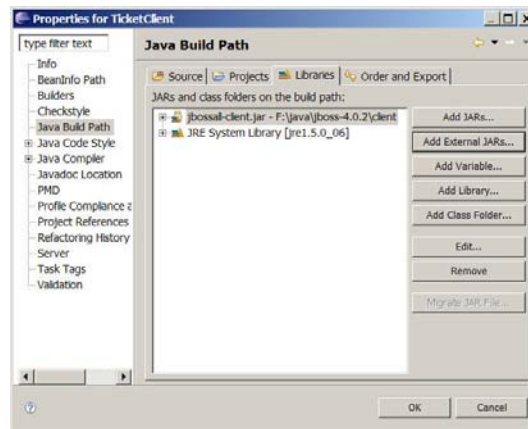 Properties for TicketClient
type filter text
Info
BeanInfo Path
Builders
Checkstyle
Java Build Path
Java Code Style
Java Compiler
Javadoc Location
PMD
Profile Compliance a
Project References
Refactoring History
Server
Task Tags
Validation
Java Build Path
Source Projects Libraries Order and Export
JARs and class folders on the build path:
jbossall-client.jar - F:\java\jboss-4.0.2\client
JRE System Library [jre1.5.0_06]
Add JARs...
Add External JARs...
Add Variable...
Add Library...
Add Class Folder...
Edit...
Remove
Migrate JAR File...
OK Cancel